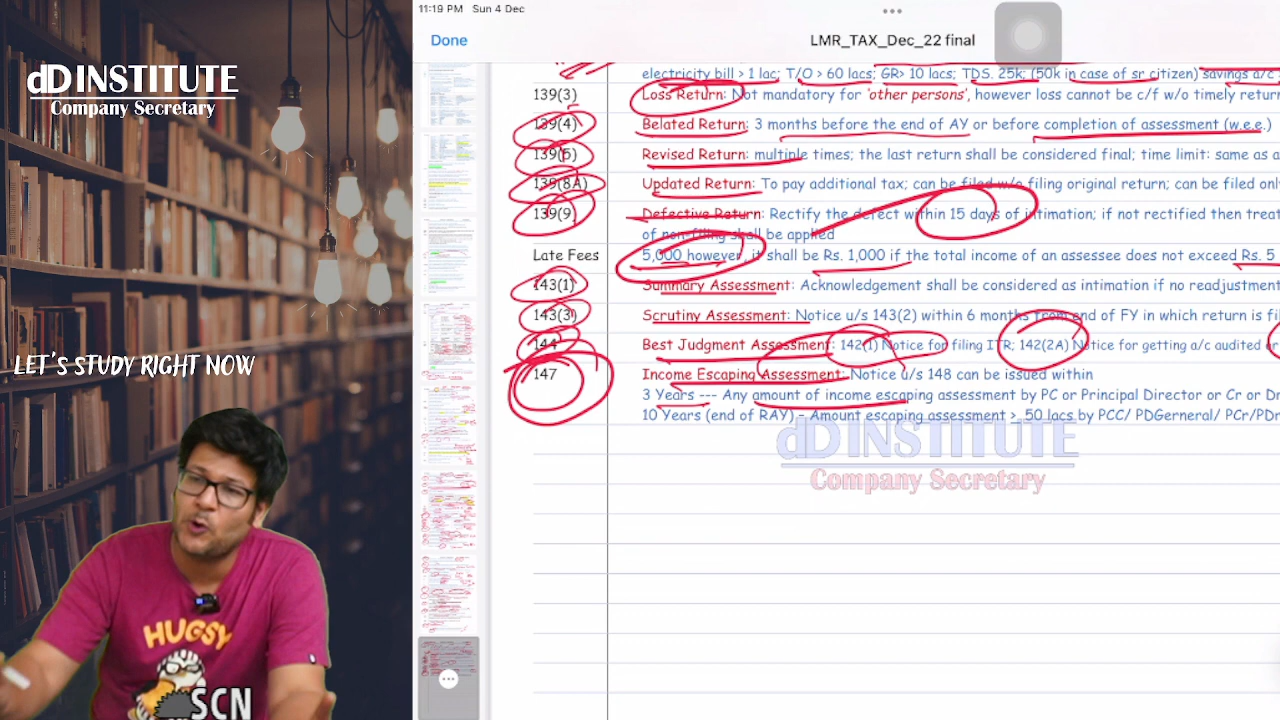 11:19 PM Sun 4 Dec
Done
LMR_TAX_Dec_22 final
dD INSTITUTE
Company Secretary
LET'S STUDY RIGHT NOW
HUGSY
SCN
electricity bill > 1 lac; T/O > 60 lacs, GR: 10 lacs; TDS: 25k; (50k in case of Sr citizen) savings a/c
139(3) Loss Return: Not mandatory for 'other persons', however loss cannot be c/f w/o timely return
139(4) Belated Return: 3 months before the end of AY or before completion of assessment (w.e.e.)
139(5) Revised Return: multiple times; last return will be considered final; time limit: same as a
139(8A) Updated Return: To pay additional tax; can be filed w/o filing original return can be filed onl
139(9) Defective Return: Rectify the defect within 15 days of intimation; if not rectified then treat
of non-filing shall be applied
Late Fees 5,000 however, it shall be Rs. 1,000 if the total income of an assessee does not exceed Rs. 5
143(1) Summary Assessment: Acknowledgement shall be considered as intimation if no readjustment
143(3) Scrutiny Assessment: Notice u/s 143(2) within 6 months from end of FY in which return is fil
144 Best Judgment Assessment: 142(1) Notice for filing ITR; 142(2A) Notice for getting a/c audited or
147 Income Escaping Assessment: Notice u/s 148 can be issued within
3 Years --- Any amount of income escaping assessment by Pr Cr or Principal Director or Cr or Dr
10 Years (end of RAY) --- Amount escaping assessment > 50 lacs by PCC/ PDGeneral/PrCr/PDr
DD INSTITUTE
Company Secretary